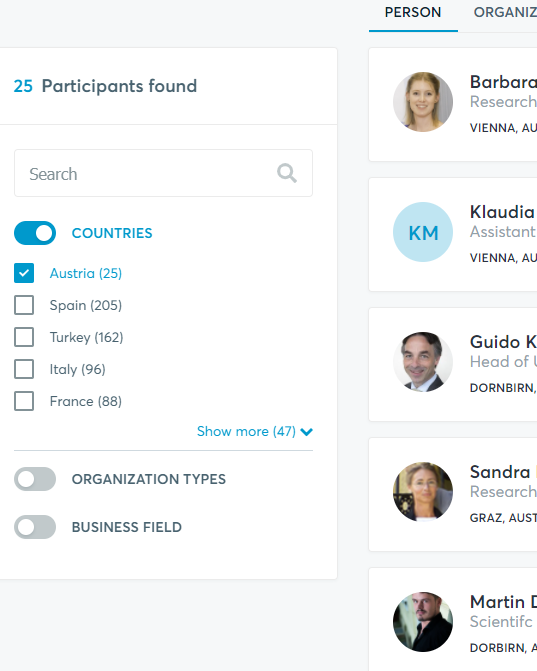 PERSON
ORGANIZ
25 Participants found
Search
COUNTRIES
Austria (25)
Spain (205)
Turkey (162)
Italy (96)
France (88)
Show more (47)
ORGANIZATION TYPES
BUSINESS FIELD
Barbara
Research
VIENNA, AU
KM
Klaudia
Assistant
VIENNA, AU
Guido K
Head of U
DORNBIRN,
Sandra
Research
GRAZ, AUST
Martin D
Scientifc
DORBIRN, A